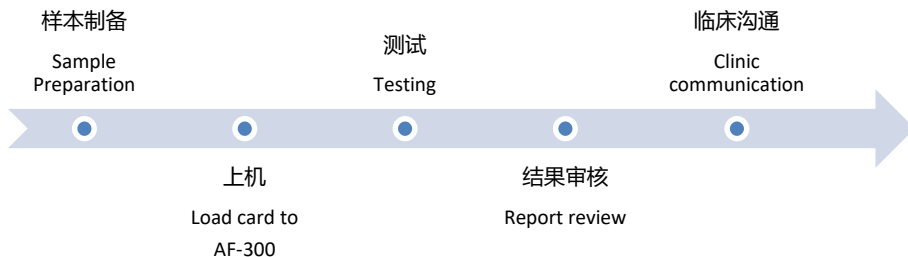 样本制备
Sample
Preparation
上机
Load card to
AF-300
测试
Testing
结果审核
Report review
临床沟通
Clinic
communication